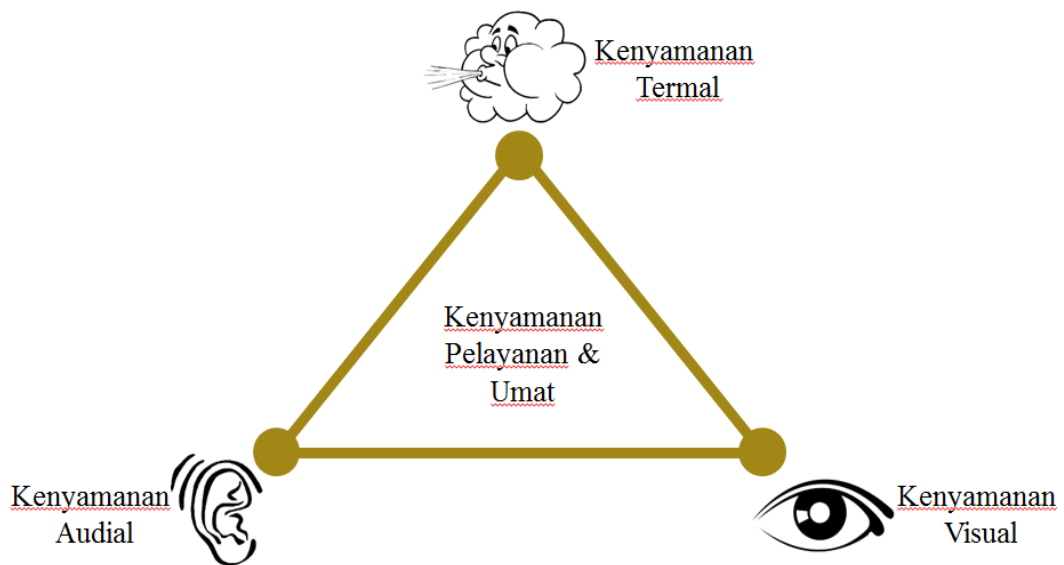 Kenyamanan
Termal
Kenyamanan
Pelayanan &
Umat
Kenyamanan
Audial
Kenyamanan
Visual